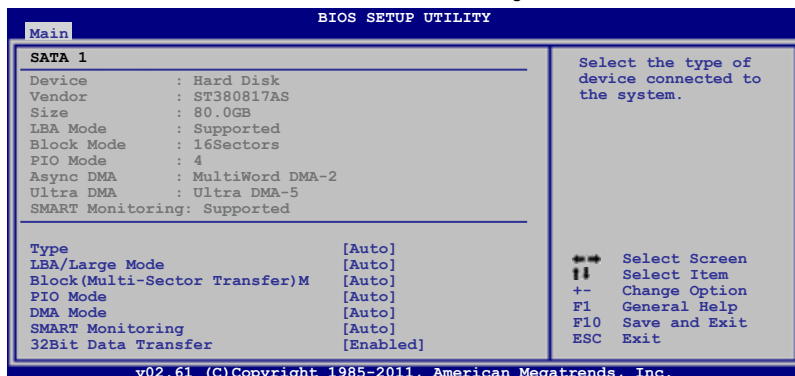 BIOS SETUP UTILITY
Main
SATA 1
Device : Hard Disk
Vendor : ST380817AS
Size : 80.0GB
LBA Mode : Supported
Block Mode : 16Sectors
PIO Mode : 4
Async DMA : MultiWord DMA-2
Ultra DMA : Ultra DMA-5
SMART Monitoring: Supported
Type [Auto]
LBA/Large Mode [Auto]
Block(Multi-Sector Transfer)M [Auto]
PIO Mode [Auto]
DMA Mode [Auto]
SMART Monitoring [Auto]
32Bit Data Transfer [Enabled]
Select the type of
device connected to
the system.
Select Screen
Select Item
+- Change Option
F1 General Help
F10 Save and Exit
ESC Exit
v02.61 (C)Copyright 1985-2011, American Megatrends, Inc.